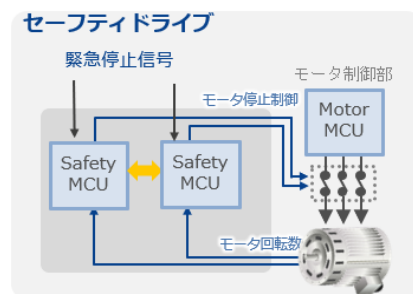 セーフティドライブ
緊急停止信号
モータ制御部
モータ停止制御
Motor
MCU
Safety
MCU
Safety
MCU
モータ回転数